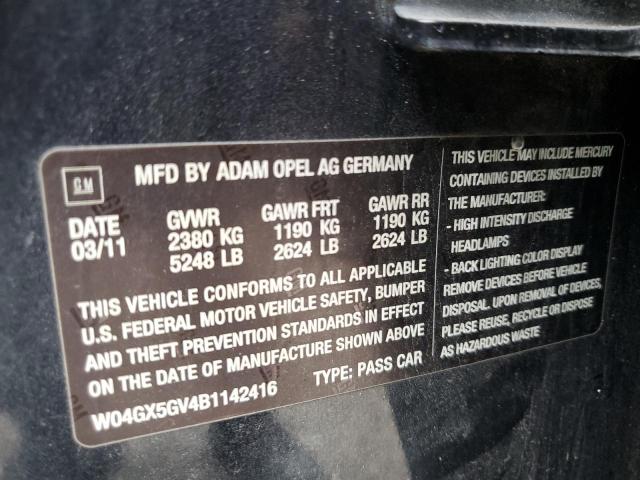 GM
MFD BY ADAM OPEL AG GERMANY
DATE
03/11
GVWR
2380 KG
5248 LB
GAWR FRT
1190 KG
2624 LB
GAWR RR
1190 KG
2624 LB
THIS VEHICLE CONFORMS TO ALL APPLICABLE
U.S. FEDERAL MOTOR VEHICLE SAFETY, BUMPER
AND THEFT PREVENTION STANDARDS IN EFFECT
ON THE DATE OF MANUFACTURE SHOWN ABOVE
W04GX5GV4B1142416 TYPE: PASS CAR
THIS VEHICLE MAY INCLUDE MERCURY
CONTAINING DEVICES INSTALLED BY
THE MANUFACTURER:
- HIGH INTENSITY DISCHARGE
HEADLAMPS
- BACK LIGHTING COLOR DISPLAY
REMOVE DEVICES BEFORE VEHICLE
DISPOSAL. UPON REMOVAL OF DEVICES,
PLEASE REUSE, RECYCLE OR DISPOSE
AS HAZARDOUS WASTE